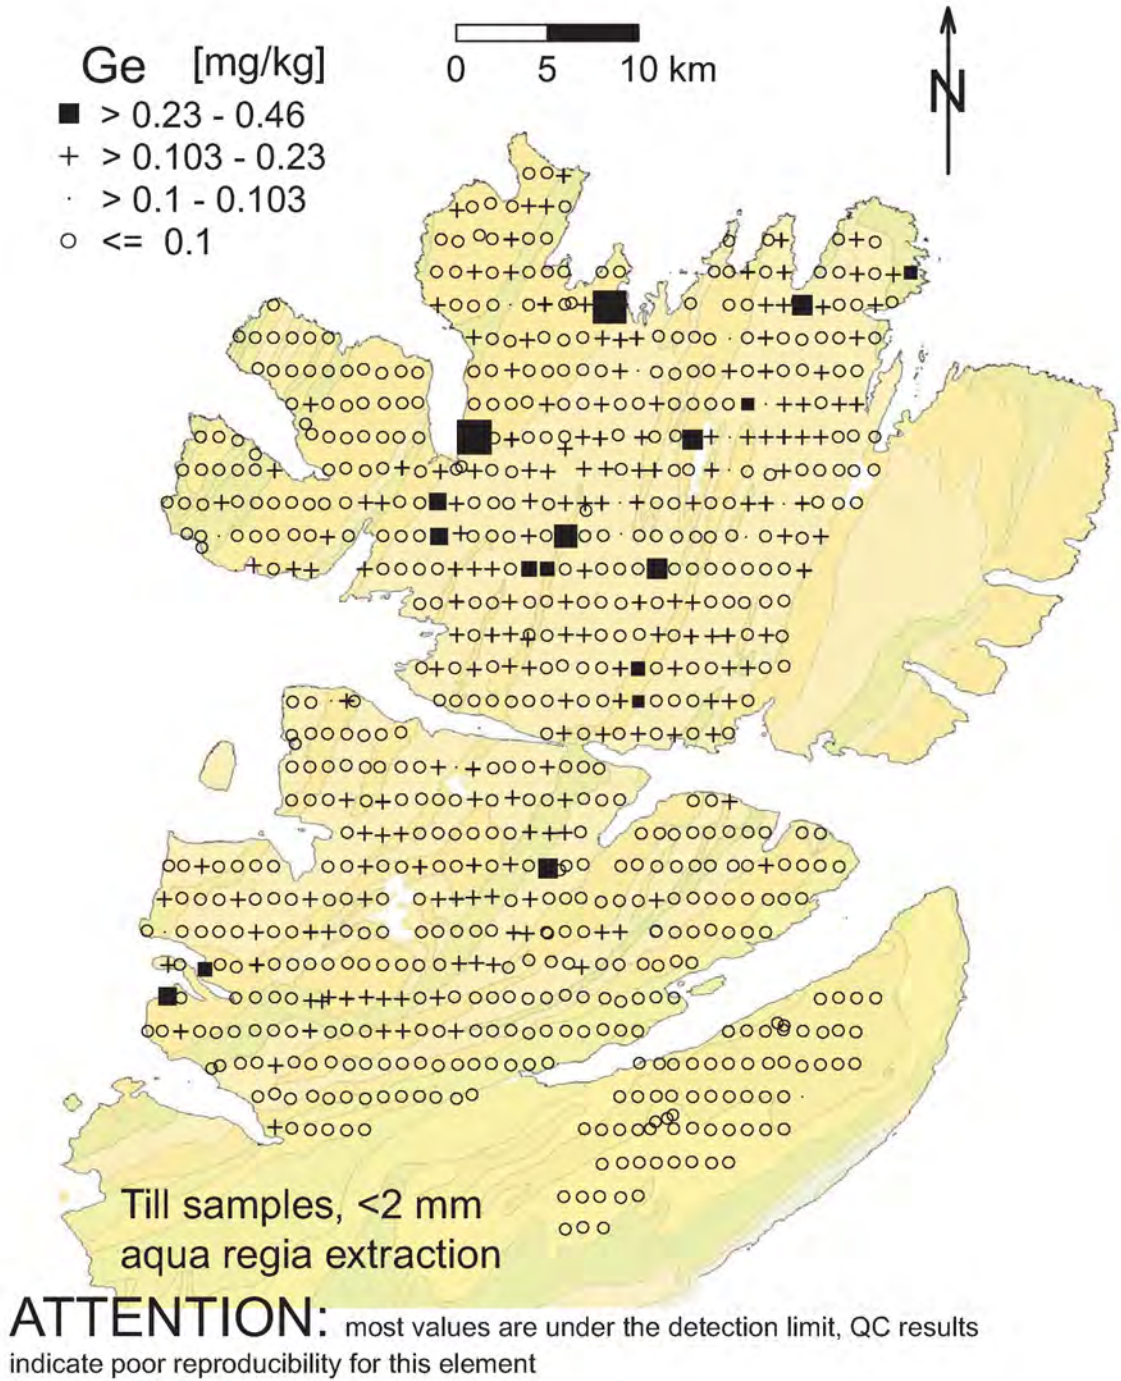 Ge [mg/kg]
> 0.23 - 0.46
> 0.103 - 0.23
> 0.1 - 0.103
<= 0.1
0 5 10 km
N
Till samples, <2 mm
aqua regia extraction
ATTENTION: most values are under the detection limit, QC results
indicate poor reproducibility for this element